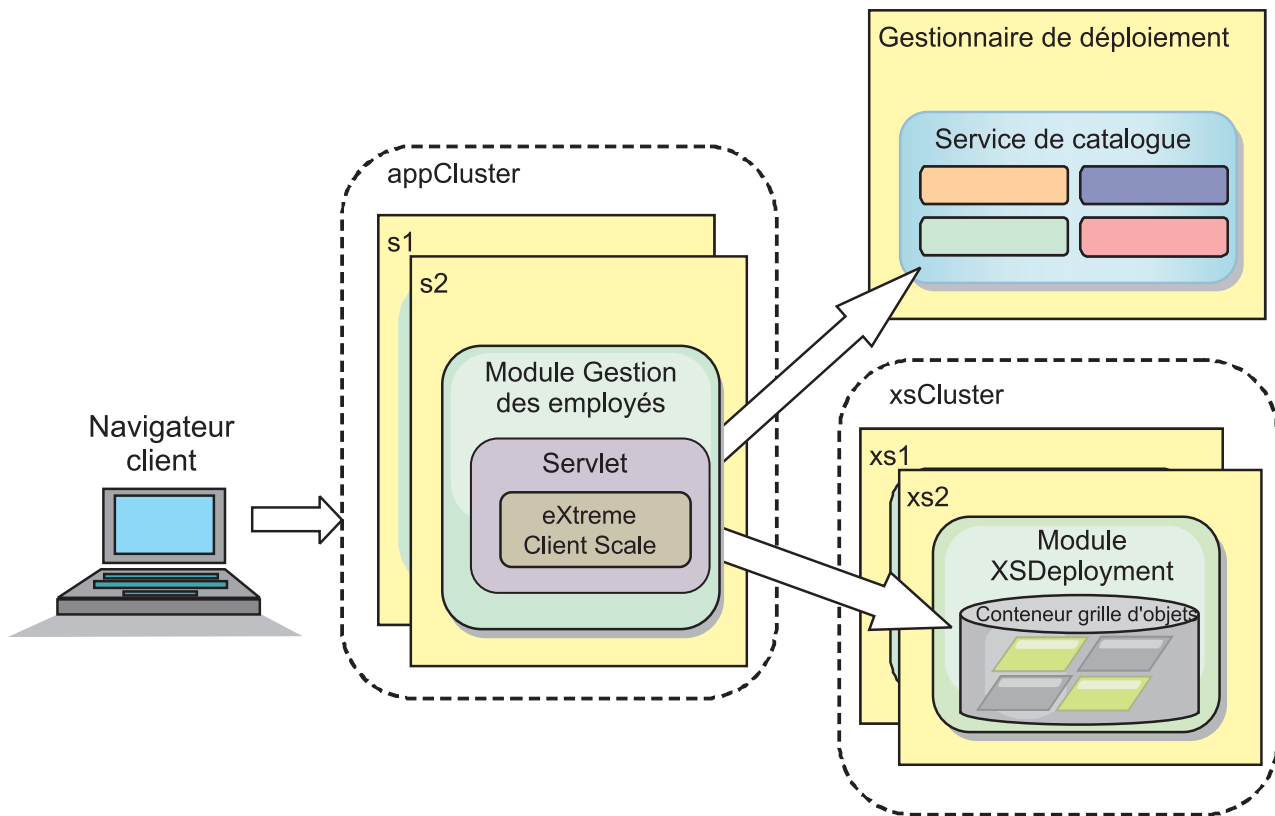 Gestionnaire de déploiement
Service de catalogue
appCluster
s1
s2
Module Gestion
des employés
Servlet
eXtreme
Client Scale
Navigateur
client
xsCluster
xs1
xs2
Module
XSDeployment
Conteneur grille d'objets